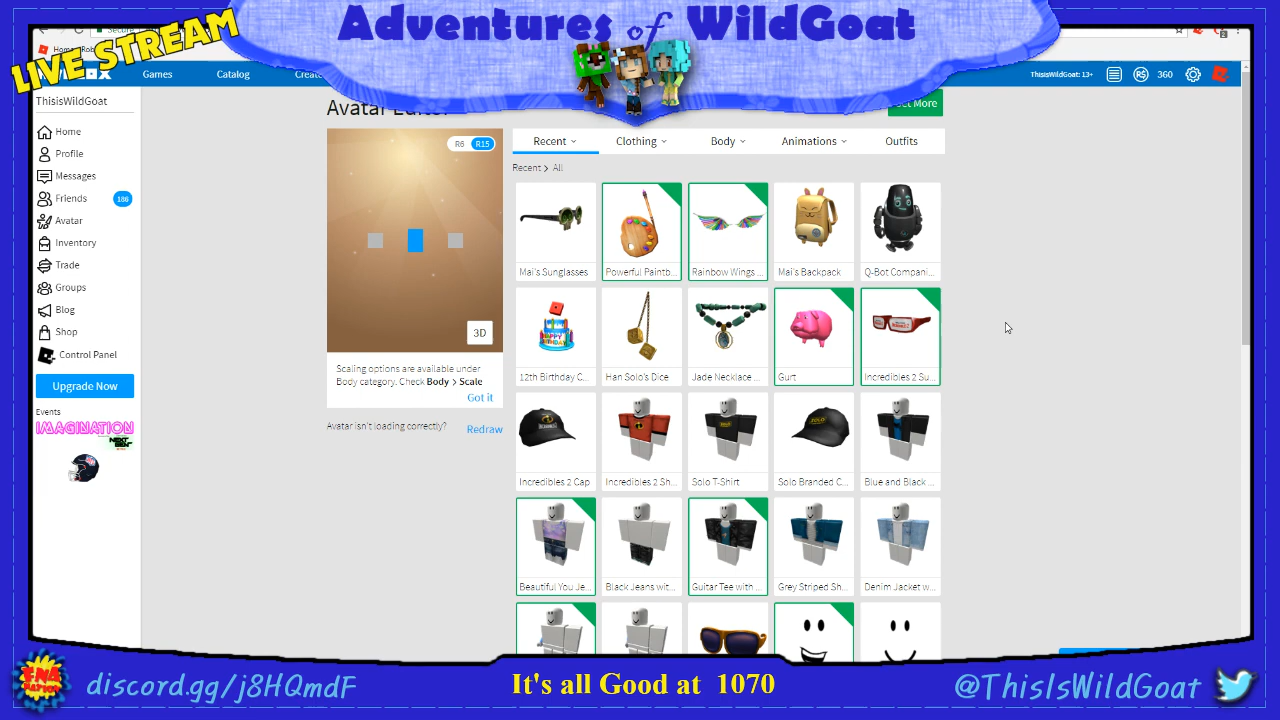 Adventures of WildGoat
LIVE STREAM
Games
Catalog
ThisisWildGoat: 13+
360
ThisisWildGoat
Home
Profile
Messages
Friends 186
Avatar
Inventory
Trade
Groups
Blog
Shop
Control Panel
Upgrade Now
Events
IMAGINATION
NEXT GEN
R6 R15
3D
Scaling options are available under
Body category. Check Body > Scale
Got it
Avatar isn't loading correctly?
Redraw
Recent
Clothing
Body
Animations
Outfits
Recent > All
Mai's Sunglasses
Powerful Paintb...
Rainbow Wings ...
Mai's Backpack
Q-Bot Compani...
12th Birthday C...
Han Solo's Dice
Jade Necklace ...
Gurt
Incredibles 2 Su...
Incredibles 2 Cap
Incredibles 2 Sh...
Solo T-Shirt
Solo Branded C...
Blue and Black ...
Beautiful You Je...
Black Jeans wit...
Guitar Tee with ...
Grey Striped Sh...
Denim Jacket w...
discord.gg/j8HQmdF
It's all Good at 1070
@ThisIsWildGoat